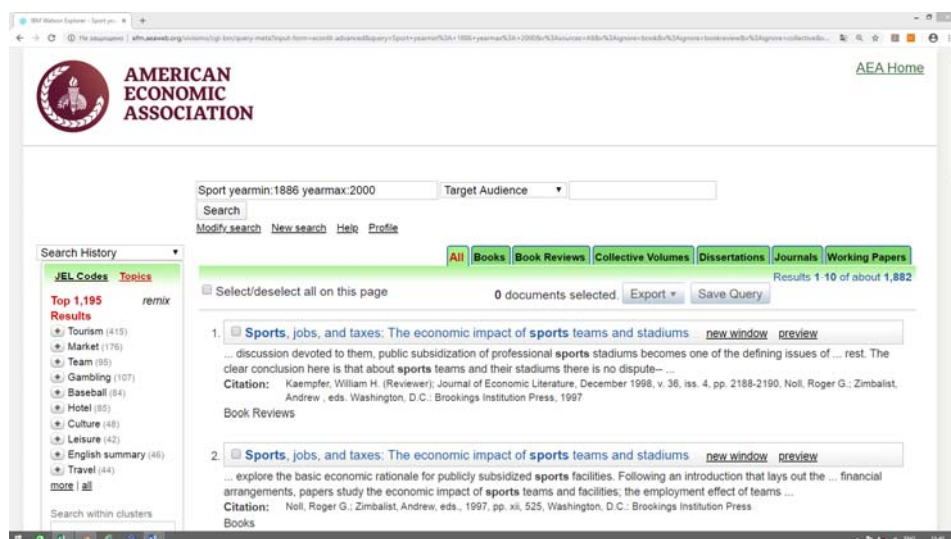 IBM Watson Explorer - Sport ye
Не защищено
AEA Home
AMERICAN
ECONOMIC
ASSOCIATION
Sport yearmin:1886 yearmax:2000 Target Audience
Search
Modify search New search Help Profile
Search History
All Books Book Reviews Collective Volumes Dissertations Journals Working Papers
Results 1-10 of about 1,882
JEL Codes Topics
Select/deselect all on this page 0 documents selected. Export Save Query
Top 1,195 remix
Results
Tourism (415)
Market (176)
Team (95)
Gambling (107)
Baseball (84)
Hotel (85)
Culture (48)
Leisure (42)
English summary (46)
Travel (44)
more | all
Search within clusters
1. Sports, jobs, and taxes: The economic impact of sports teams and stadiums new window preview
... discussion devoted to them, public subsidization of professional sports stadiums becomes one of the defining issues of ... rest. The
clear conclusion here is that about sports teams and their stadiums there is no dispute-- ...
Citation: Kaempfer, William H. (Reviewer); Journal of Economic Literature, December 1998, v. 36, iss. 4, pp. 2188-2190, Noll, Roger G.; Zimbalist,
Andrew , eds. Washington, D.C.: Brookings Institution Press, 1997
Book Reviews
2. Sports, jobs, and taxes: The economic impact of sports teams and stadiums new window preview
... explore the basic economic rationale for publicly subsidized sports facilities. Following an introduction that lays out the ... financial
arrangements, papers study the economic impact of sports teams and facilities; the employment effect of teams ...
Citation: Noll, Roger G.; Zimbalist, Andrew, eds., 1997, pp. xii, 525, Washington, D.C.: Brookings Institution Press
Books